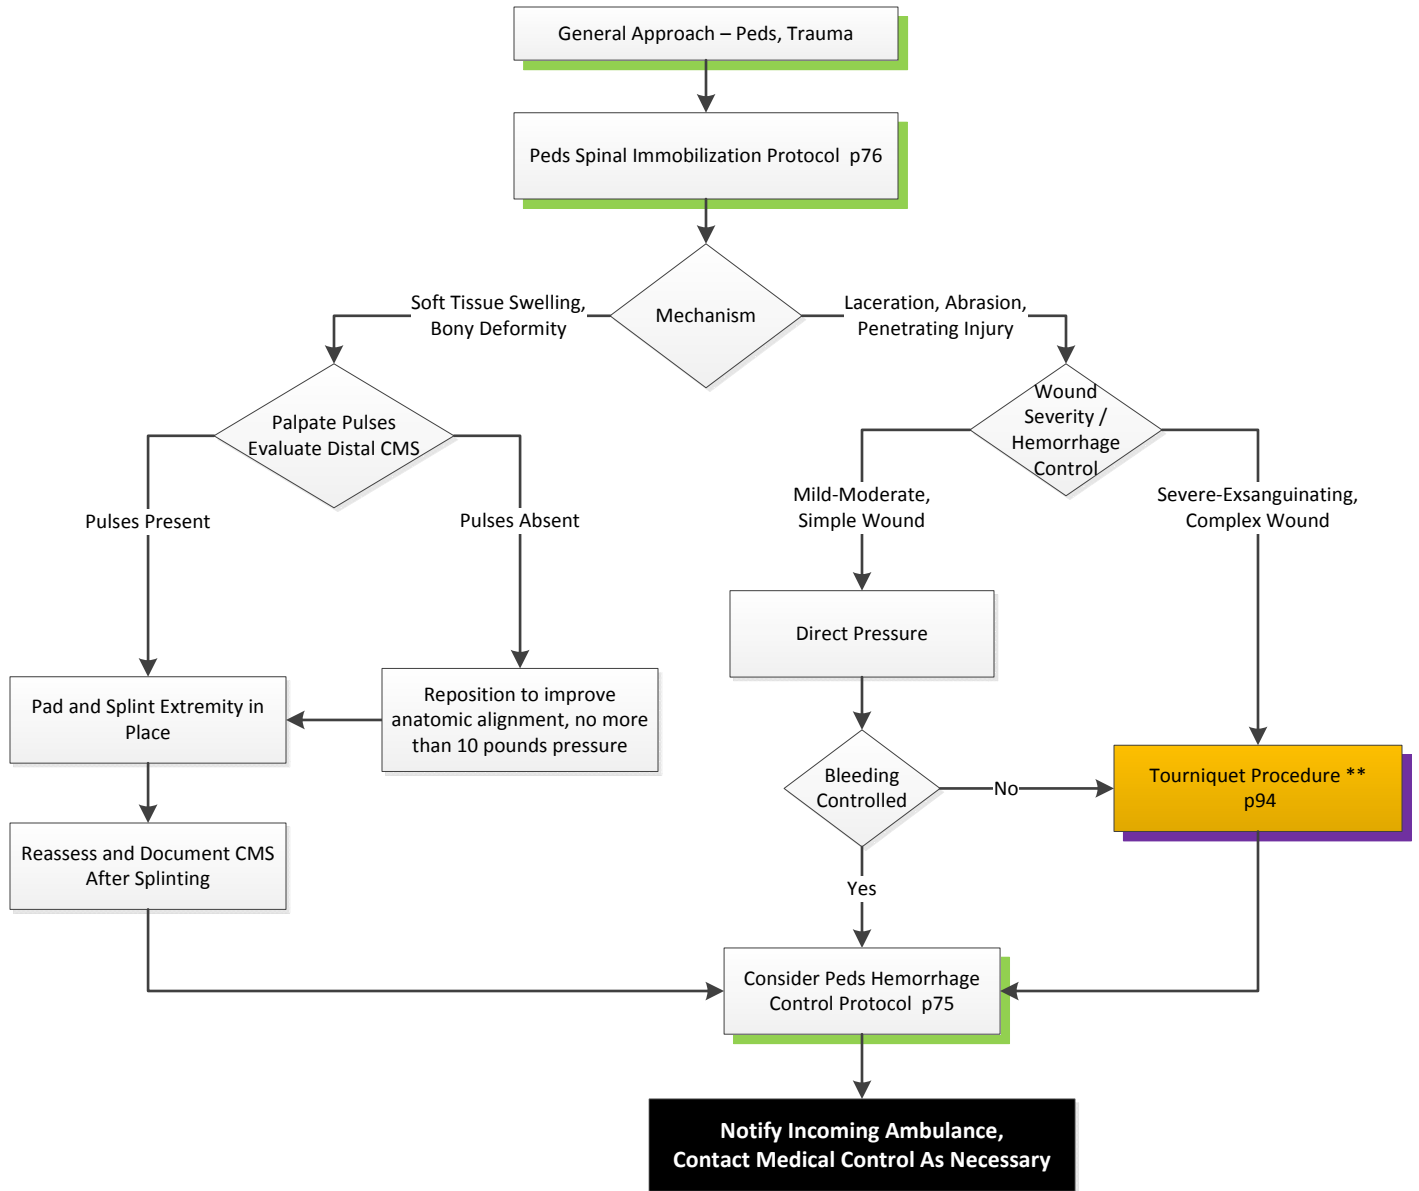 General Approach – Peds, Trauma
Peds Spinal Immobilization Protocol  p76
Mechanism
Soft Tissue Swelling,
Bony Deformity
Laceration, Abrasion,
Penetrating Injury
Palpate Pulses
Evaluate Distal CMS
Wound
Severity /
Hemorrhage
Control
Pulses Present
Pulses Absent
Mild-Moderate,
Simple Wound
Severe-Exsanguinating,
Complex Wound
Direct Pressure
Pad and Splint Extremity in
Place
Reposition to improve
anatomic alignment, no more
than 10 pounds pressure
Bleeding
Controlled
No
Tourniquet Procedure **
p94
Reassess and Document CMS
After Splinting
Yes
Consider Peds Hemorrhage
Control Protocol  p75
Notify Incoming Ambulance,
Contact Medical Control As Necessary